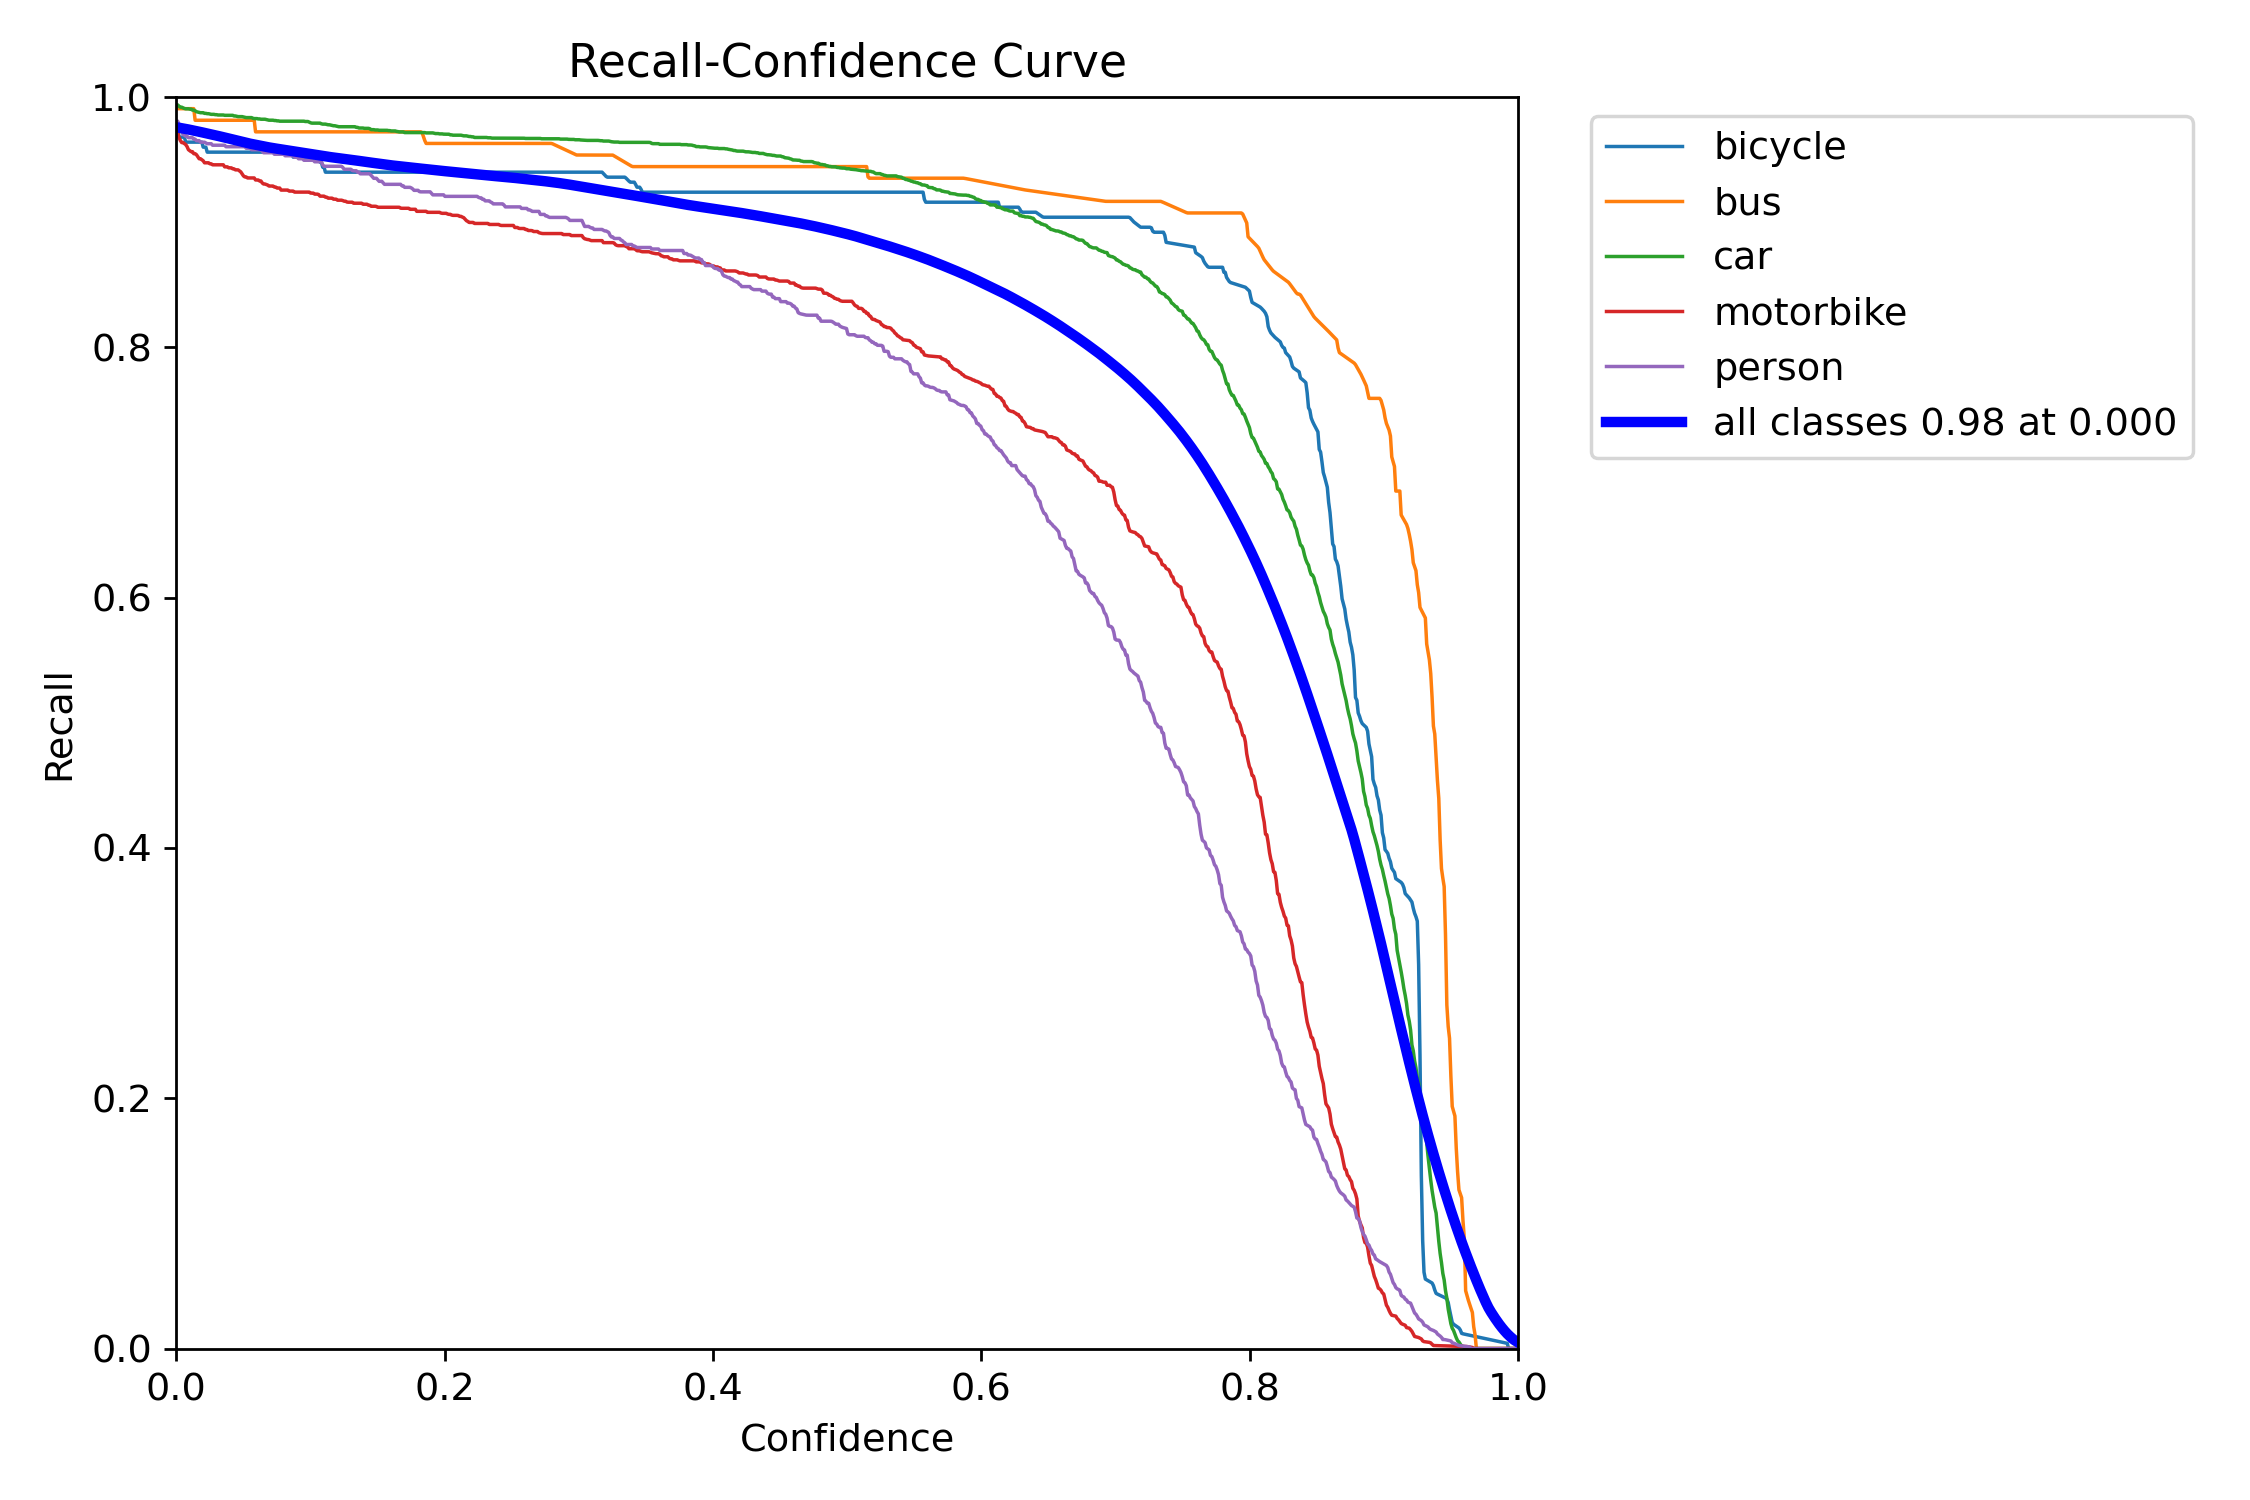 Recall-Confidence Curve
1.0
0.8
0.6
0.4
0.2
0.0
Recall
0.0 0.2 0.4 0.6 0.8 1.0
Confidence
bicycle
bus
car
motorbike
person
all classes 0.98 at 0.000